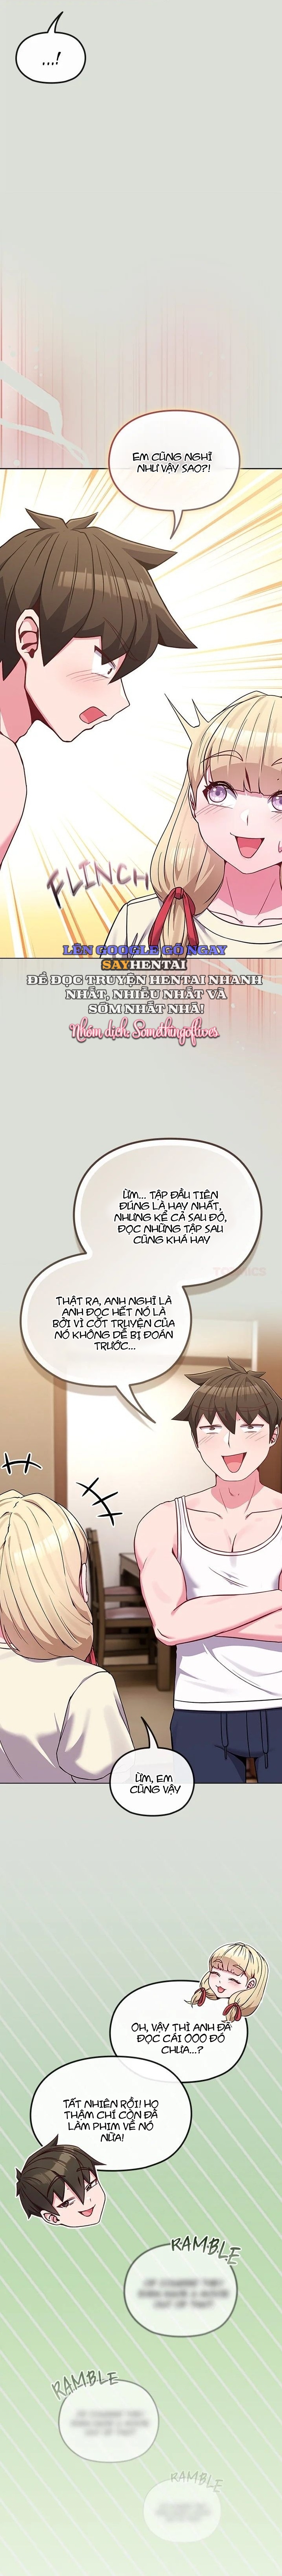 ...!
EM CŨNG NGHĨ
NHƯ VẬY SAO?!
FLINCH
LÊN GOOGLE GÕ NGAY
SAYHENTAI
ĐỂ ĐỌC TRUYỆN HENTAI NHANH
NHẤT, NHIỀU NHẤT VÀ
SỚM NHẤT NHÁ!
Nhóm dịch: Somethingoflives
ỪM... TẬP ĐẦU TIÊN
ĐÚNG LÀ HAY NHẤT,
NHƯNG KỂ CẢ SAU ĐÓ,
ĐỌC NHỮNG TẬP SAU
CŨNG KHÁ HAY
TOOMICS
THẬT RA, ANH NGHĨ LÀ
ANH ĐỌC HẾT NÓ LÀ
BỞI VÌ CỐT TRUYỆN CỦA
NÓ KHÔNG DỄ BỊ ĐOÁN
TRƯỚC...
ỪM, EM
CŨNG VẬY
OH, VẬY THÌ ANH ĐÃ
ĐỌC CÁI OOO ĐÓ
CHƯA...?
TẤT NHIÊN RỒI! HỌ
THẬM CHÍ CÒN ĐÃ
LÀM PHIM VỀ NÓ
NỮA!
RAMBLE
RAMBLE
RAMBLE